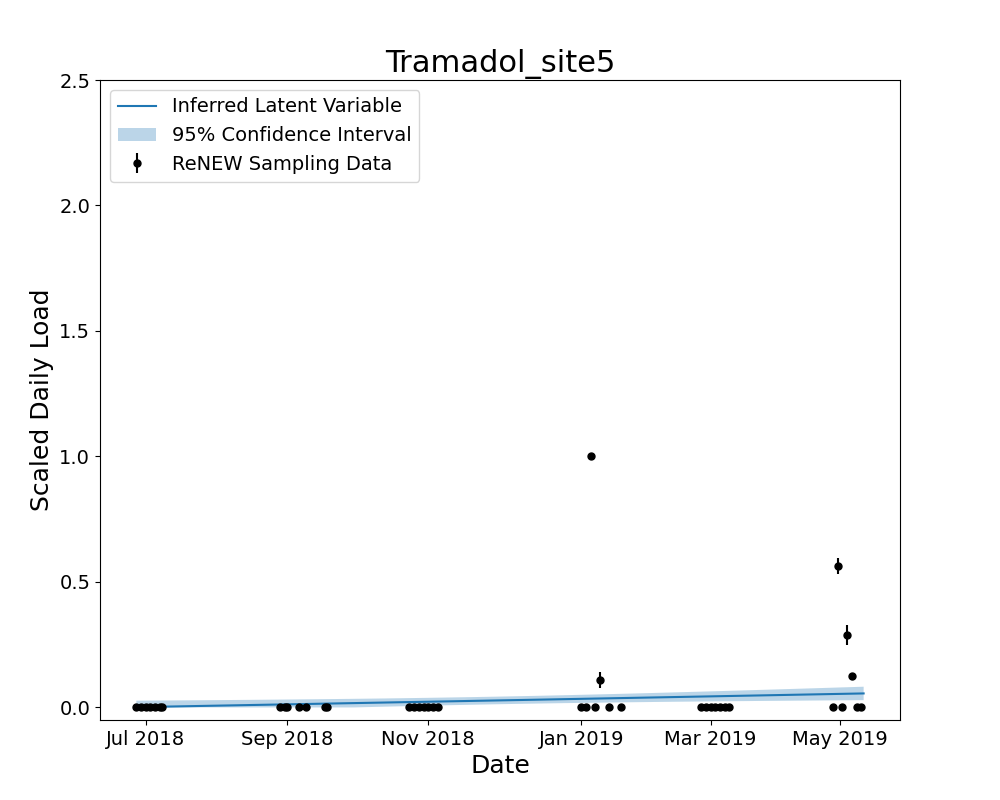 Tramadol_site5
2.5
2.0
1.5
1.0
0.5
0.0
Scaled Daily Load
Inferred Latent Variable
95% Confidence Interval
ReNEW Sampling Data
Jul 2018 Sep 2018 Nov 2018 Jan 2019 Mar 2019 May 2019
Date